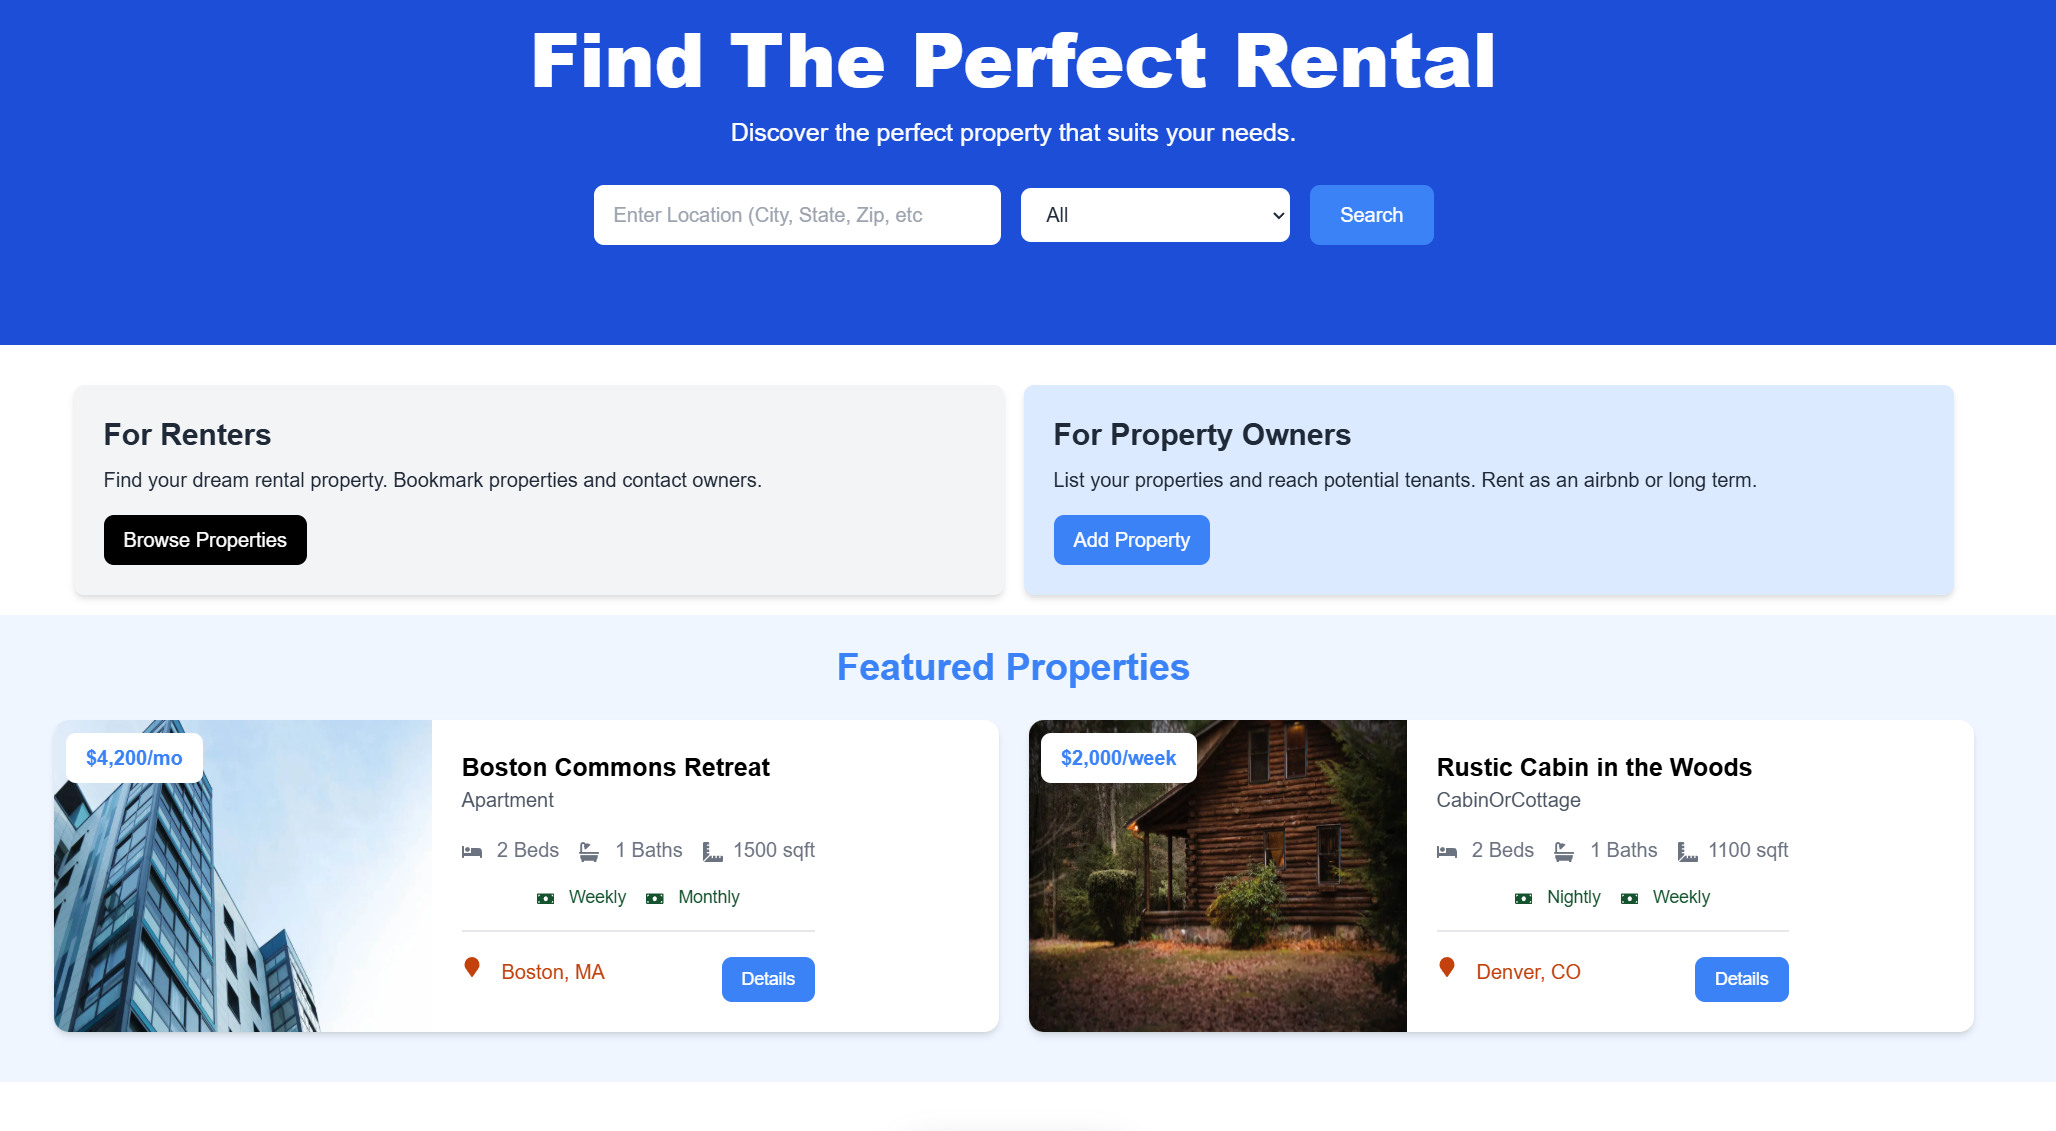 Find The Perfect Rental
Discover the perfect property that suits your needs.
Enter Location (City, State, Zip, etc
All
Search
For Renters
Find your dream rental property. Bookmark properties and contact owners.
Browse Properties
For Property Owners
List your properties and reach potential tenants. Rent as an airbnb or long term.
Add Property
Featured Properties
$4,200/mo
Boston Commons Retreat
Apartment
2 Beds 1 Baths 1500 sqft
Weekly Monthly
Boston, MA
Details
$2,000/week
Rustic Cabin in the Woods
CabinOrCottage
2 Beds 1 Baths 1100 sqft
Nightly Weekly
Denver, CO
Details